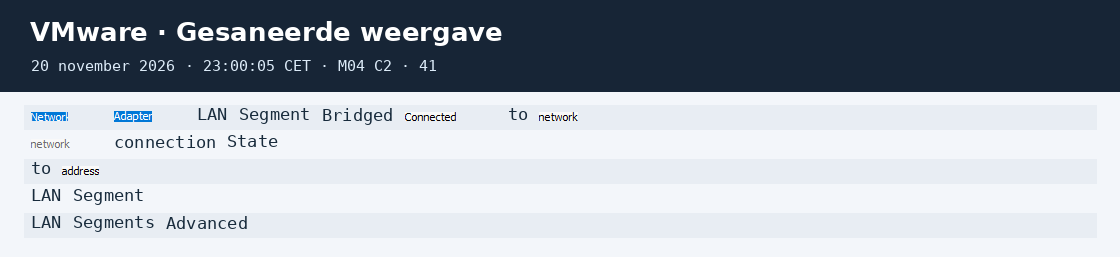 VMware · Gesaneerde weergave
20 november 2026 · 23:00:05 CET · M04 C2 · 41
Network Adapter LAN Segment Bridged Connected to network
network connection State
to address
LAN Segment
LAN Segments Advanced